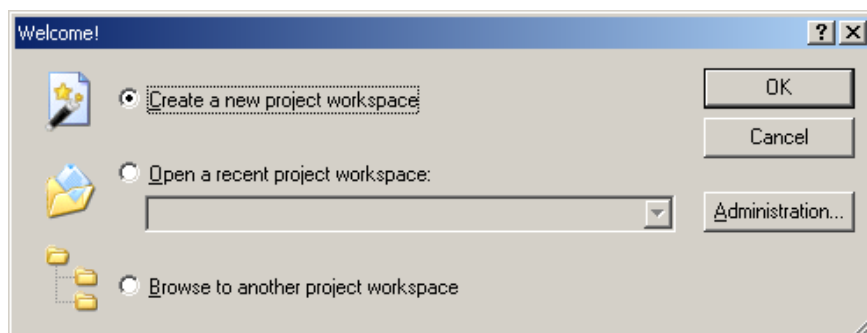 Welcome!
Create a new project workspace
OK
Cancel
Open a recent project workspace:
Administration...
Browse to another project workspace